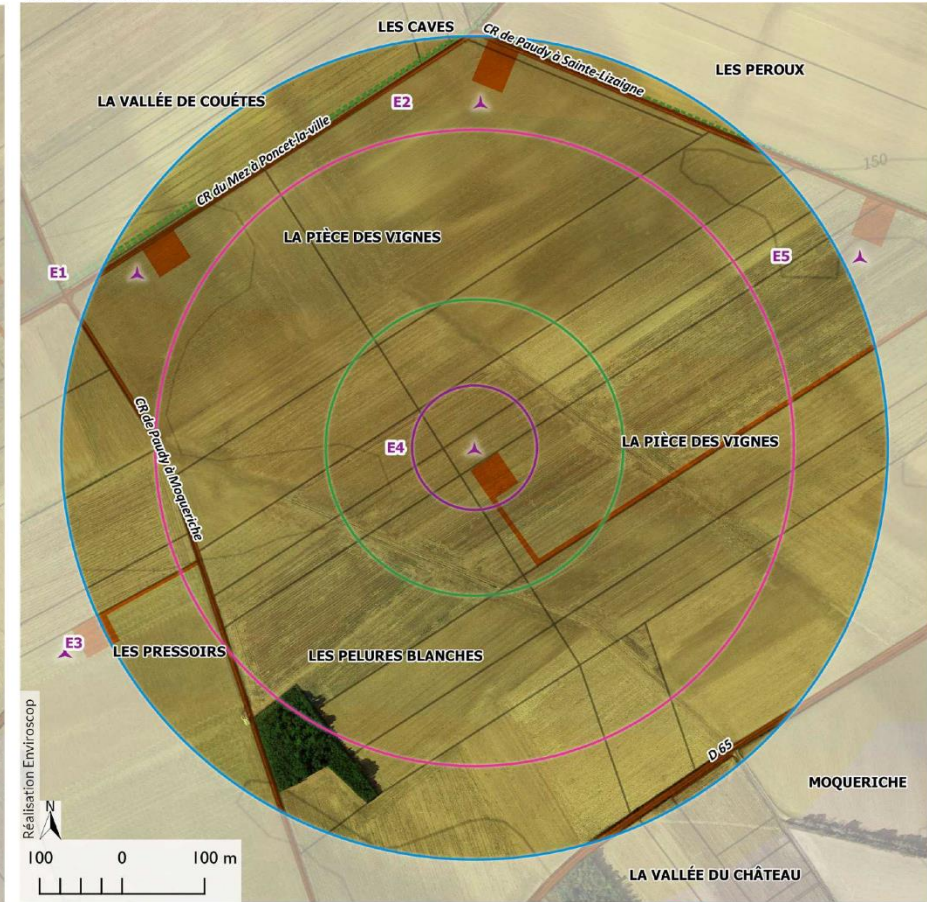 LES CAVES
CR de Paudy à Sainte-Lizaigne
LES PEROUX
LA VALLÉE DE COUÉTES
E2
CR du Mez à Poncet-la-ville
150
LA PIÈCE DES VIGNES
E5
E1
CR de Paudy à Moqueriche
E4
LA PIÈCE DES VIGNES
E3
LES PRESSOIRS
LES PELURES BLANCHES
D 65
MOQUERICHE
LA VALLÉE DU CHÂTEAU
Réalisation Enviroscop
N
100 0 100 m